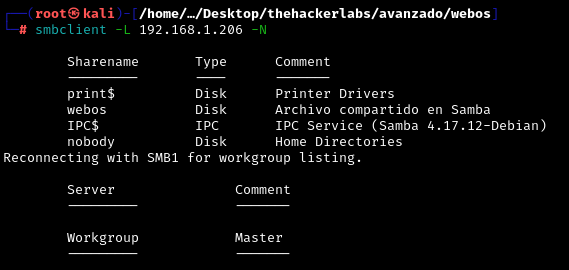 ┌──(root㉿kali)-[/home/…/Desktop/thehackerlabs/avanzado/webos]
└─# smbclient -L 192.168.1.206 -N
Sharename Type Comment
--------- ---- -------
print$ Disk Printer Drivers
webos Disk Archivo compartido en Samba
IPC$ IPC IPC Service (Samba 4.17.12-Debian)
nobody Disk Home Directories
Reconnecting with SMB1 for workgroup listing.
Server Comment
--------- -------
Workgroup Master
--------- -------